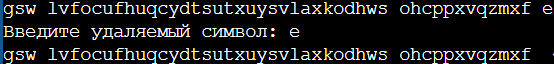 gsw lvfocufhuqcydtsutxuysvlaxkodhws ohcppxvqzmxf e
Введите удаляемый символ: e
gsw lvfocufhuqcydtsutxuysvlaxkodhws ohcppxvqzmxf